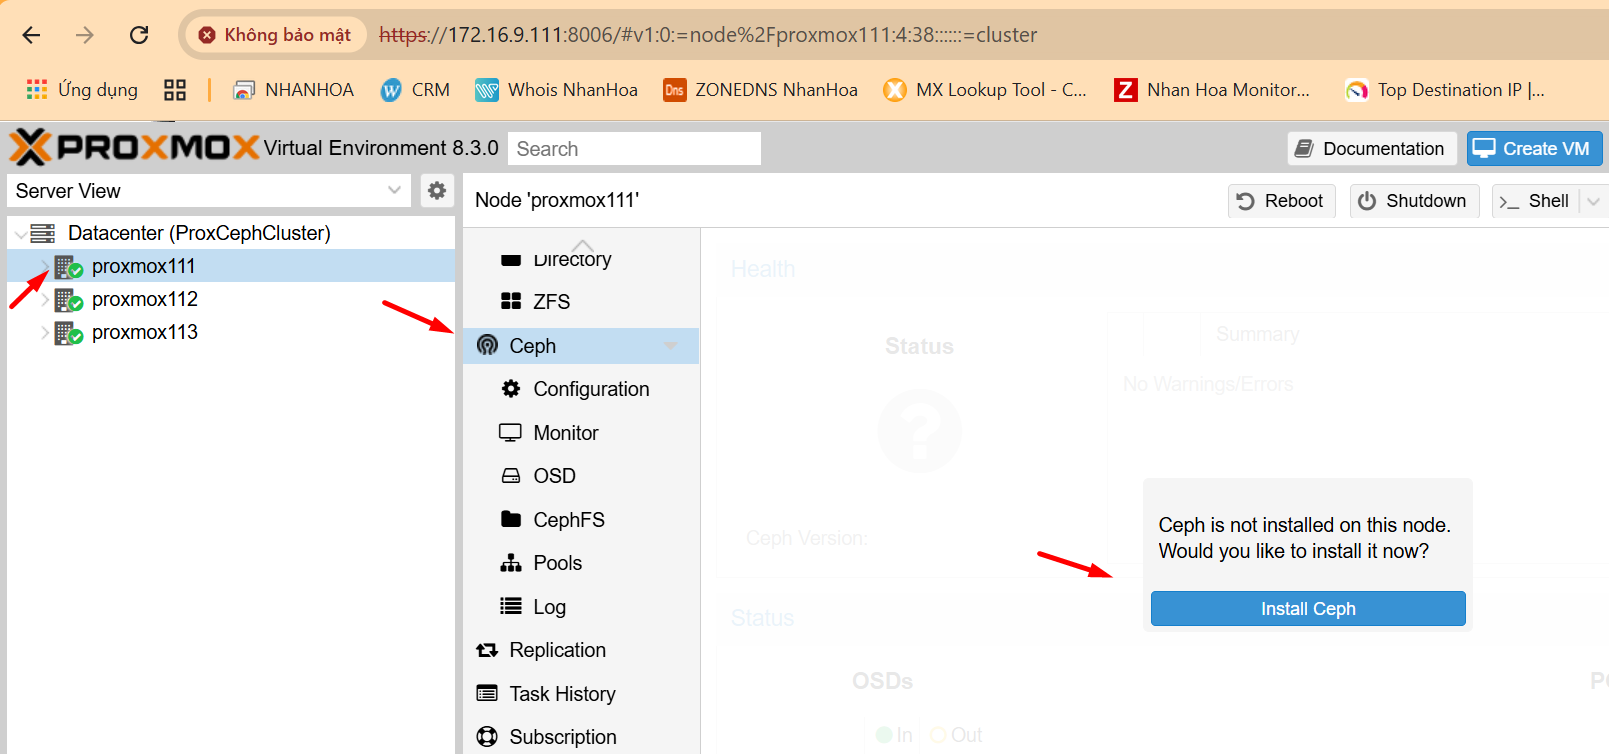 Không bảo mật
https://172.16.9.111:8006/#v1:0:=node%2Fproxmox111:4:38::::::=cluster
Ứng dụng
NHANHOA
CRM
Whois NhanHoa
Dns
ZONEDNS NhanHoa
MX Lookup Tool - C...
Z
Nhan Hoa Monitor...
Top Destination IP |...
PROXMOX Virtual Environment 8.3.0
Search
Documentation
Create VM
Server View
Datacenter (ProxCephCluster)
proxmox111
proxmox112
proxmox113
Node 'proxmox111'
Reboot
Shutdown
>_ Shell
Directory
ZFS
Ceph
Configuration
Monitor
OSD
CephFS
Pools
Log
Replication
Task History
Subscription
Health
Status
Summary
No Warnings/Errors
Ceph Version:
Ceph is not installed on this node.
Would you like to install it now?
Install Ceph
Status
OSDs
In
Out